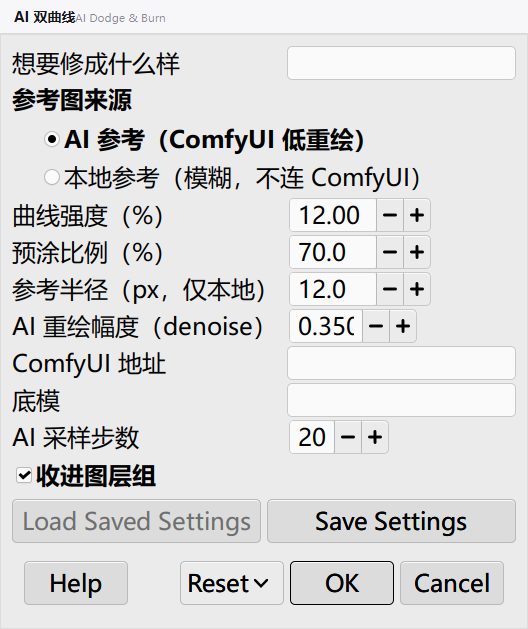 AI 双曲线AI Dodge & Burn
想要修成什么样
参考图来源
AI 参考（ComfyUI 低重绘）
本地参考（模糊，不连 ComfyUI）
曲线强度（%） 12.00 − +
预涂比例（%） 70.0 − +
参考半径（px，仅本地） 12.0 − +
AI 重绘幅度（denoise） 0.350 − +
ComfyUI 地址
底模
AI 采样步数 20 − +
收进图层组
Load Saved Settings Save Settings
Help Reset OK Cancel